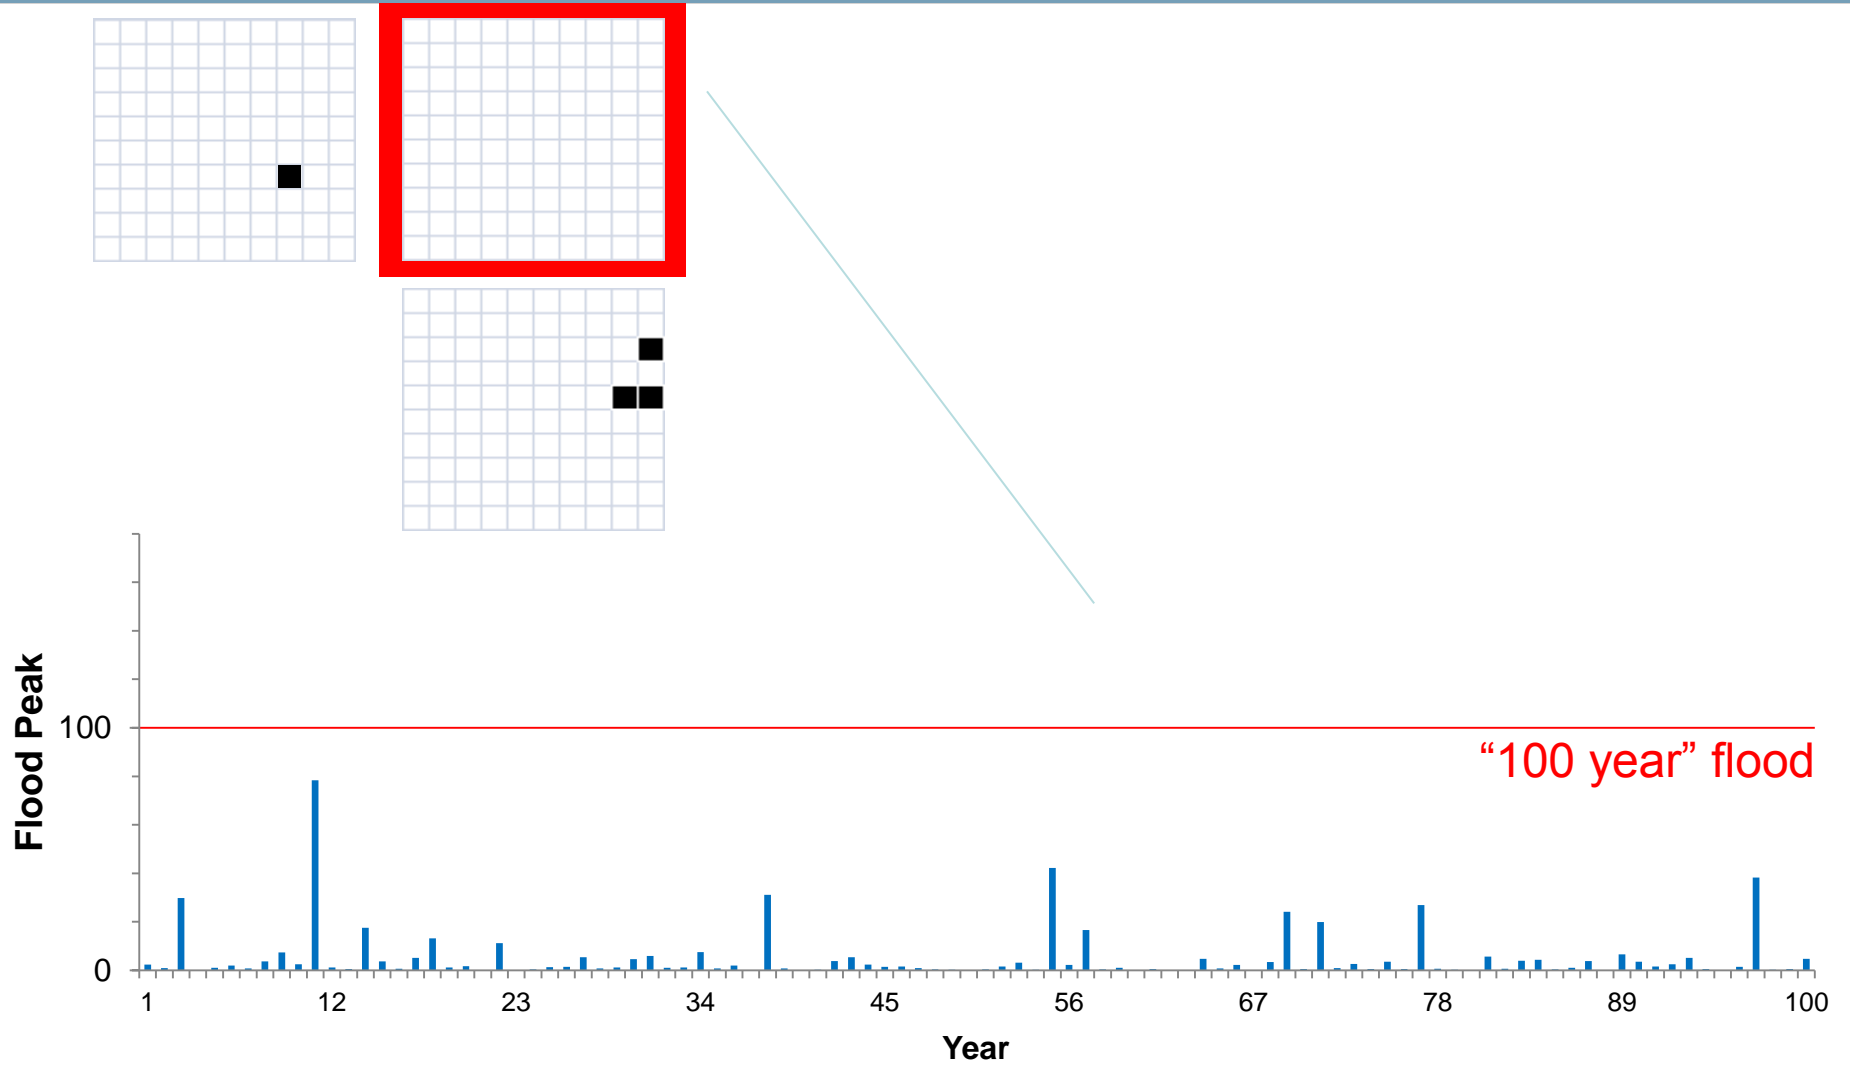 Flood Peak
100
“100 year” flood
0
1 12 23 34 45 56 67 78 89 100
Year